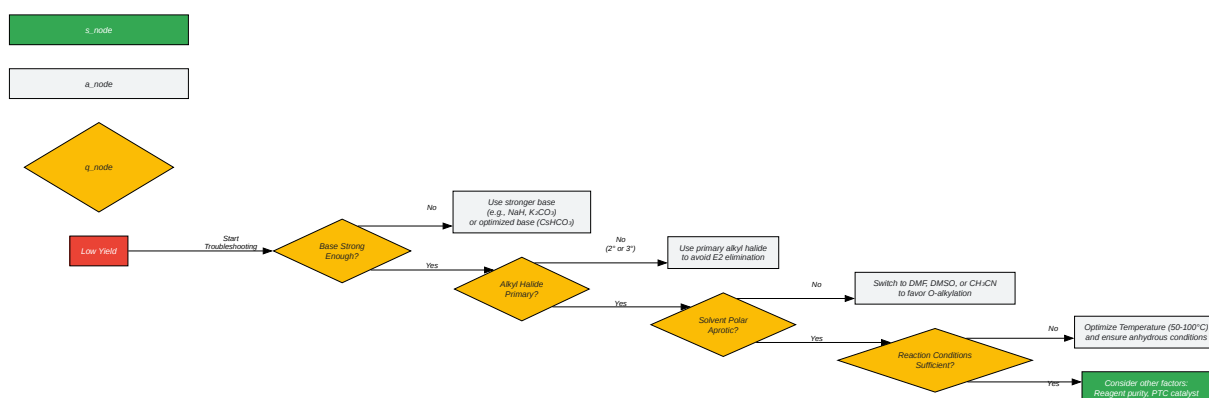 s_node
a_node
q_node
Low Yield
Start
Troubleshooting
Base Strong
Enough?
No
Use stronger base
(e.g., NaH, K₂CO₃)
or optimized base (CsHCO₃)
Yes
Alkyl Halide
Primary?
No
(2° or 3°)
Use primary alkyl halide
to avoid E2 elimination
Yes
Solvent Polar
Aprotic?
No
Switch to DMF, DMSO, or CH₃CN
to favor O-alkylation
Yes
Reaction Conditions
Sufficient?
No
Optimize Temperature (50-100°C)
and ensure anhydrous conditions
Yes
Consider other factors:
Reagent purity, PTC catalyst